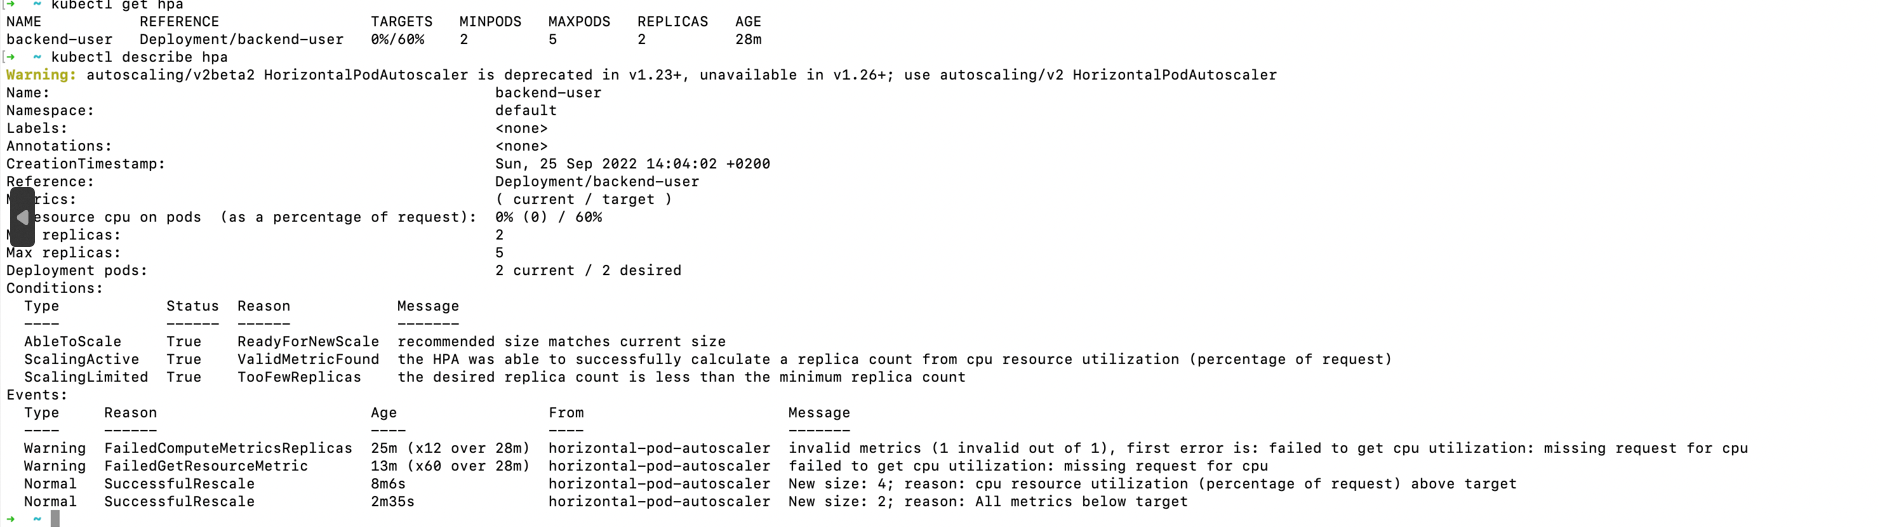 [➜ ~ kubectl get hpa
NAME REFERENCE TARGETS MINPODS MAXPODS REPLICAS AGE
backend-user Deployment/backend-user 0%/60% 2 5 2 28m
[➜ ~ kubectl describe hpa
Warning: autoscaling/v2beta2 HorizontalPodAutoscaler is deprecated in v1.23+, unavailable in v1.26+; use autoscaling/v2 HorizontalPodAutoscaler
Name: backend-user
Namespace: default
Labels: <none>
Annotations: <none>
CreationTimestamp: Sun, 25 Sep 2022 14:04:02 +0200
Reference: Deployment/backend-user
( current / target )
cpu on pods (as a percentage of request): 0% (0) / 60%
replicas: 2
Max replicas: 5
Deployment pods: 2 current / 2 desired
Conditions:
Type Status Reason Message
---- ------ ------ -------
AbleToScale True ReadyForNewScale recommended size matches current size
ScalingActive True ValidMetricFound the HPA was able to successfully calculate a replica count from cpu resource utilization (percentage of request)
ScalingLimited True TooFewReplicas the desired replica count is less than the minimum replica count
Events:
Type Reason Age From Message
---- ------ ---- ---- -------
Warning FailedComputeMetricsReplicas 25m (x12 over 28m) horizontal-pod-autoscaler invalid metrics (1 invalid out of 1), first error is: failed to get cpu utilization: missing request for cpu
Warning FailedGetResourceMetric 13m (x60 over 28m) horizontal-pod-autoscaler failed to get cpu utilization: missing request for cpu
Normal SuccessfulRescale 8m6s horizontal-pod-autoscaler New size: 4; reason: cpu resource utilization (percentage of request) above target
Normal SuccessfulRescale 2m35s horizontal-pod-autoscaler New size: 2; reason: All metrics below target
➜ ~